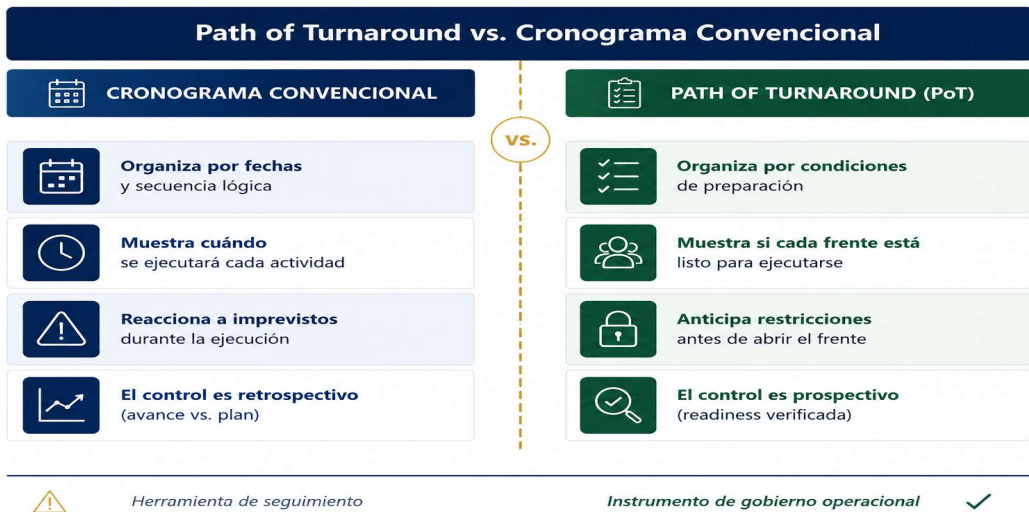 Path of Turnaround vs. Cronograma Convencional
CRONOGRAMA CONVENCIONAL
vs.
PATH OF TURNAROUND (PoT)
Organiza por fechas
y secuencia lógica
Muestra cuándo
se ejecutará cada actividad
Reacciona a imprevistos
durante la ejecución
El control es retrospectivo
(avance vs. plan)
Organiza por condiciones
de preparación
Muestra si cada frente está
listo para ejecutarse
Anticipa restricciones
antes de abrir el frente
El control es prospectivo
(readiness verificada)
Herramienta de seguimiento
Instrumento de gobierno operacional